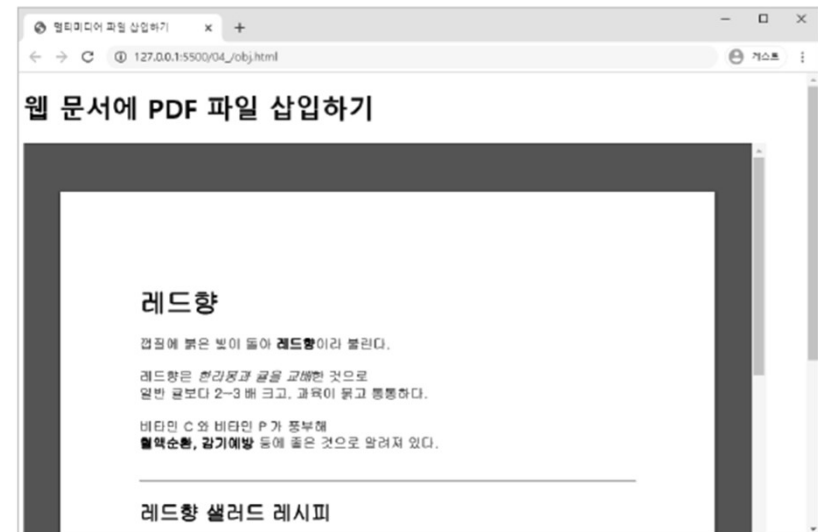 멀티미디어 파일 삽입하기
127.0.0.1:5500/04_/obj.html
게스트
웹 문서에 PDF 파일 삽입하기
레드향
껍질에 붉은 빛이 돌아 레드향이라 불린다.
레드향은 한라봉과 귤을 교배한 것으로
일반 귤보다 2~3 배 크고, 과육이 붉고 통통하다.
비타민 C 와 비타민 P 가 풍부해
혈액순환, 감기예방 등에 좋은 것으로 알려져 있다.
레드향 샐러드 레시피